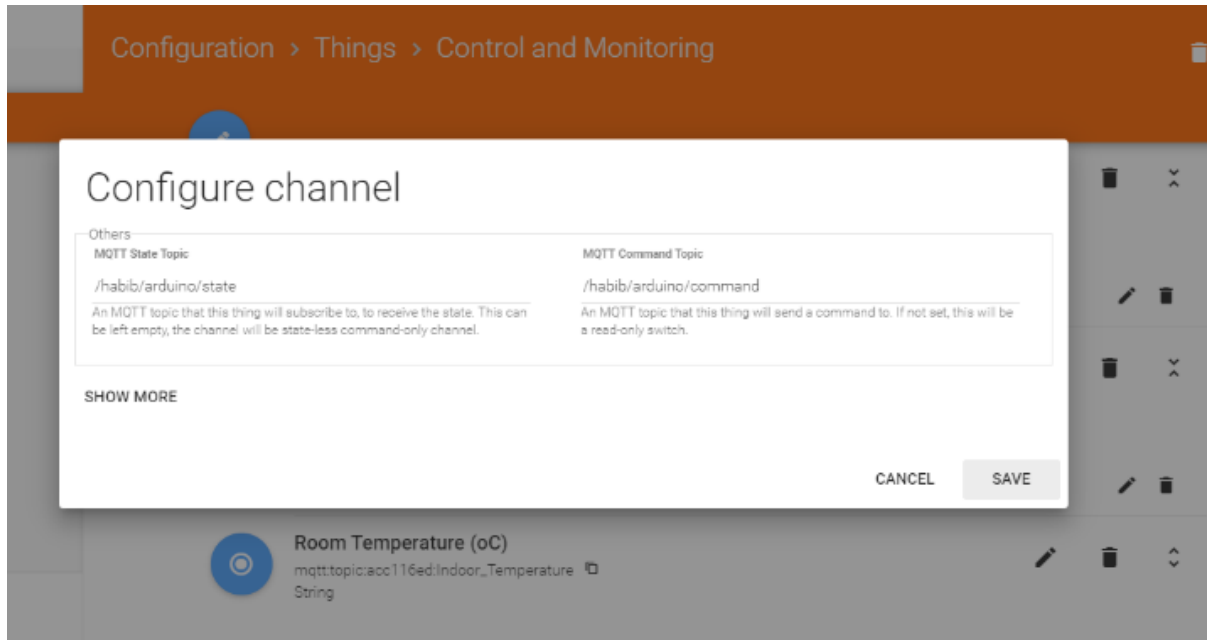 Configuration › Things › Control and Monitoring
Configure channel
Others
MQTT State Topic
/habib/arduino/state
An MQTT topic that this thing will subscribe to, to receive the state. This can
be left empty, the channel will be state-less command-only channel.
MQTT Command Topic
/habib/arduino/command
An MQTT topic that this thing will send a command to. If not set, this will be
a read-only switch.
SHOW MORE
CANCEL
SAVE
Room Temperature (oC)
mqtt:topic:acc116ed:Indoor_Temperature
String